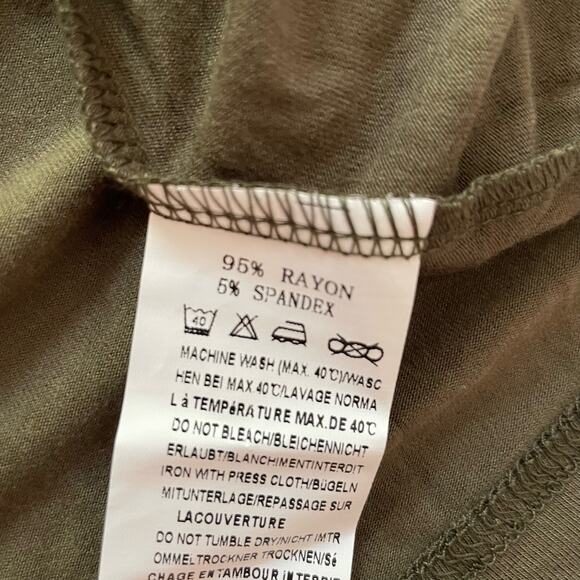 95% RAYON
5% SPANDEX
40
MACHINE WASH (MAX. 40℃)/WASC
HEN BEI MAX 40℃/LAVAGE NORMA
Là TEMPéRATURE MAX.DE 40℃
DO NOT BLEACH/BLEICHENNICHT
ERLAUBT/BLANCHIMENTINTERDIT
IRON WITH PRESS CLOTH/BüGELN
MITUNTERLAGE/REPASSAGE SUR
LACOUVERTURE
DO NOT TUMBLE DRY/NICHT IMTR
OMMELTROCKNER TROCKNEN/Sé
CHAGE EN TAMBOUR INTERDIT